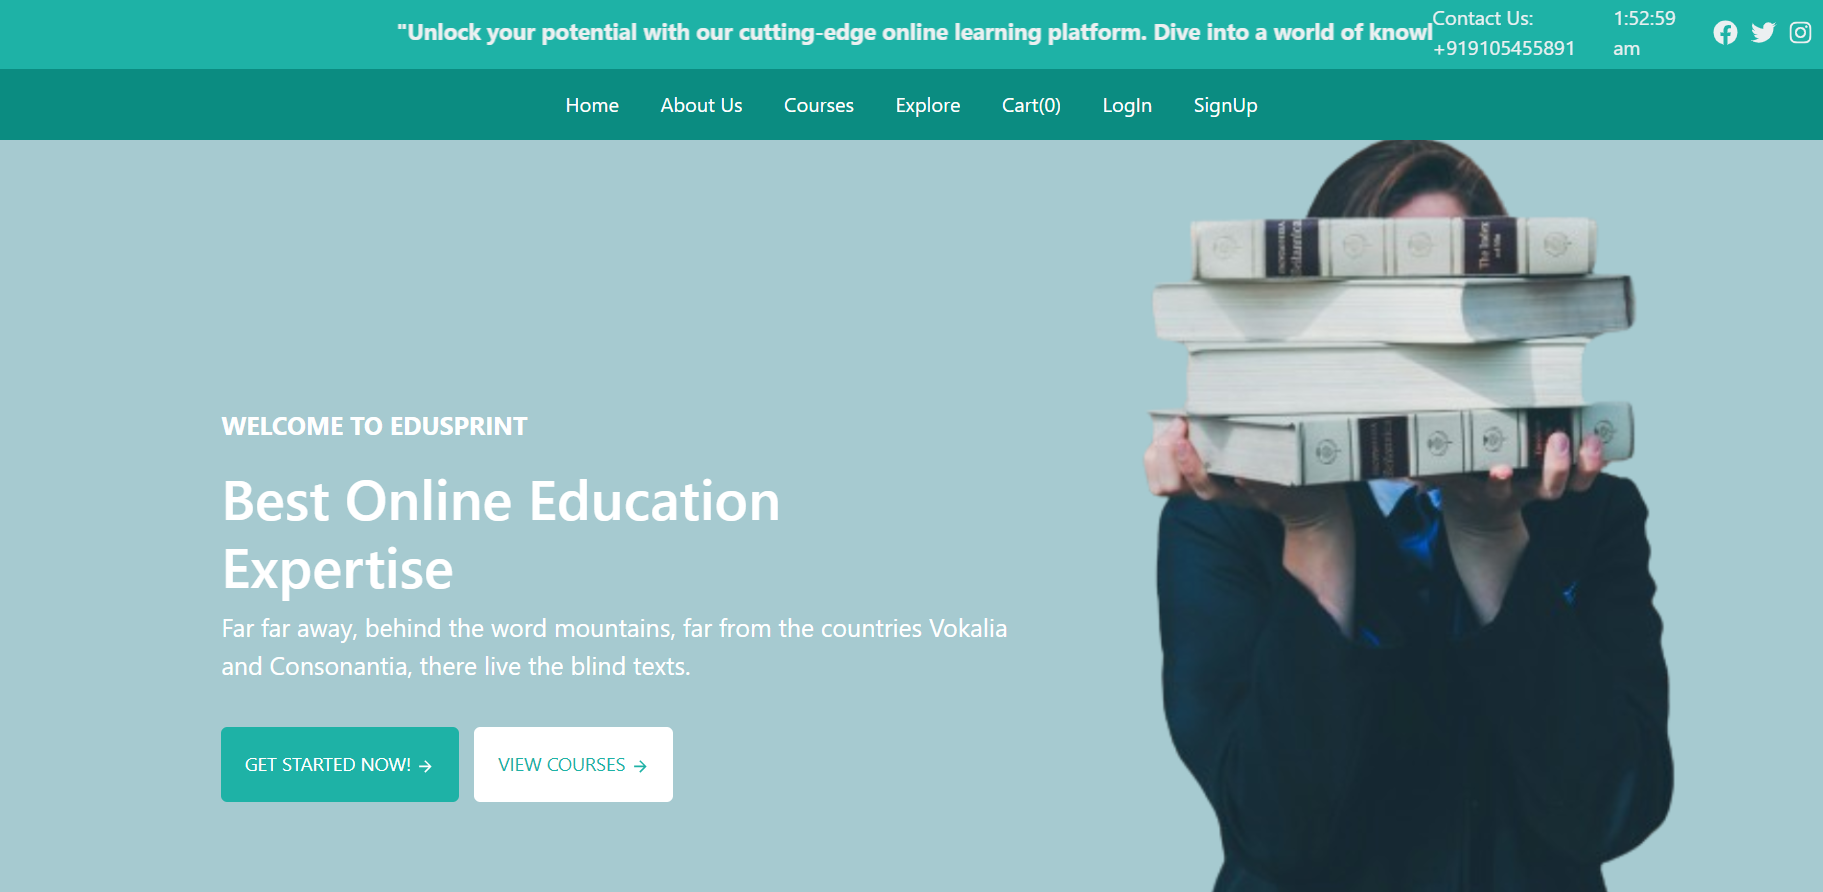 "Unlock your potential with our cutting-edge online learning platform. Dive into a world of knowl
Contact Us:
+919105455891
1:52:59
am
Home About Us Courses Explore Cart(0) LogIn SignUp
Britannica
The Index
WELCOME TO EDUSPRINT
Best Online Education
Expertise
Far far away, behind the word mountains, far from the countries Vokalia
and Consonantia, there live the blind texts.
GET STARTED NOW! →
VIEW COURSES →